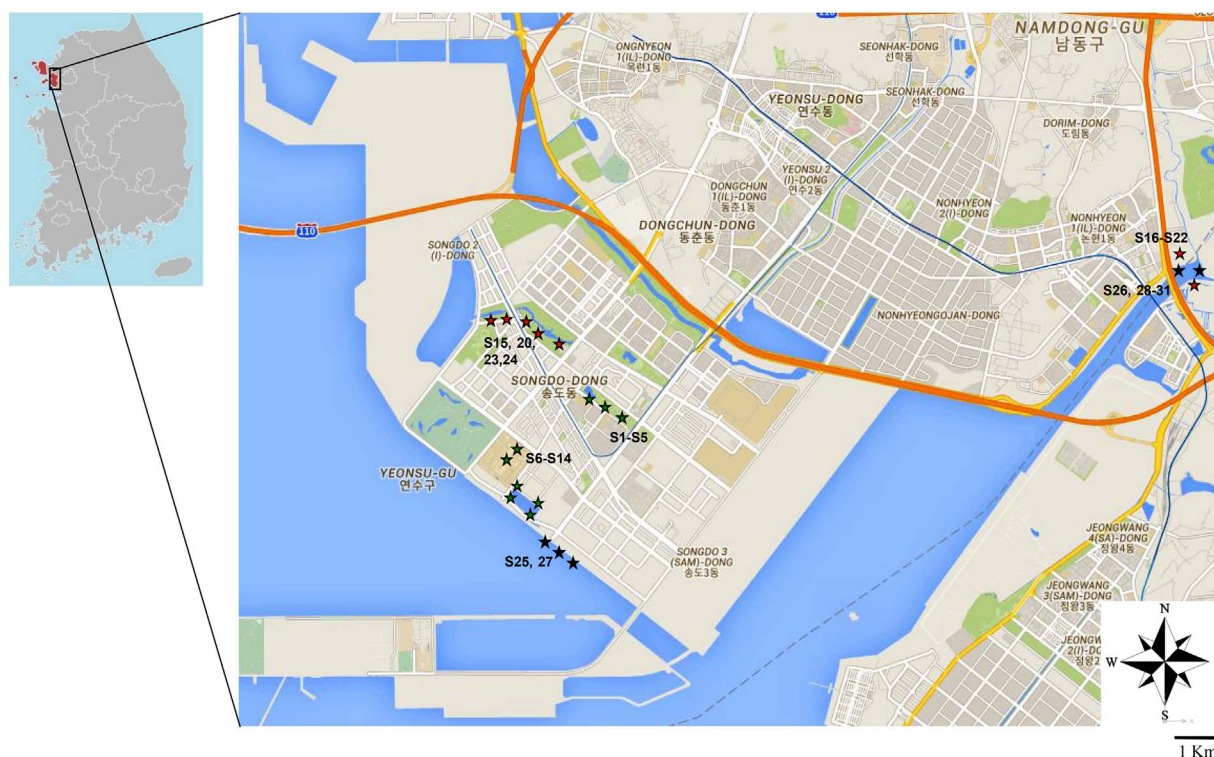 110
NAMDONG-GU
남동구
ONGNYEON
1(IL)-DONG
옥련1동
SEONHAK-DONG
선학동
SEONHAK-DONG
선학동
YEONSU-DONG
연수동
DORIM-DONG
도림동
YEONSU 2
(I)-DONG
연수2동
DONGCHUN
1(IL)-DONG
동춘1동
NONHYEON
2(I)-DONG
NONHYEON
1(IL)-DONG
논현1동
DONGCHUN-DONG
동춘동
110
SONGDO 2
(I)-DONG
S16-S22
S26, 28-31
NONHYEONGOJAN-DONG
S15, 20,
23,24
SONGDO-DONG
송도동
S1-S5
S6-S14
YEONSU-GU
연수구
S25, 27
SONGDO 3
(SAM)-DONG
송도3동
JEONGWANG
4(SA)-DONG
정왕4동
JEONGWANG
3(SAM)-DONG
정왕3동
JEONGW
2(I)-DONG
정왕2
N
W
E
S
x
1 Km